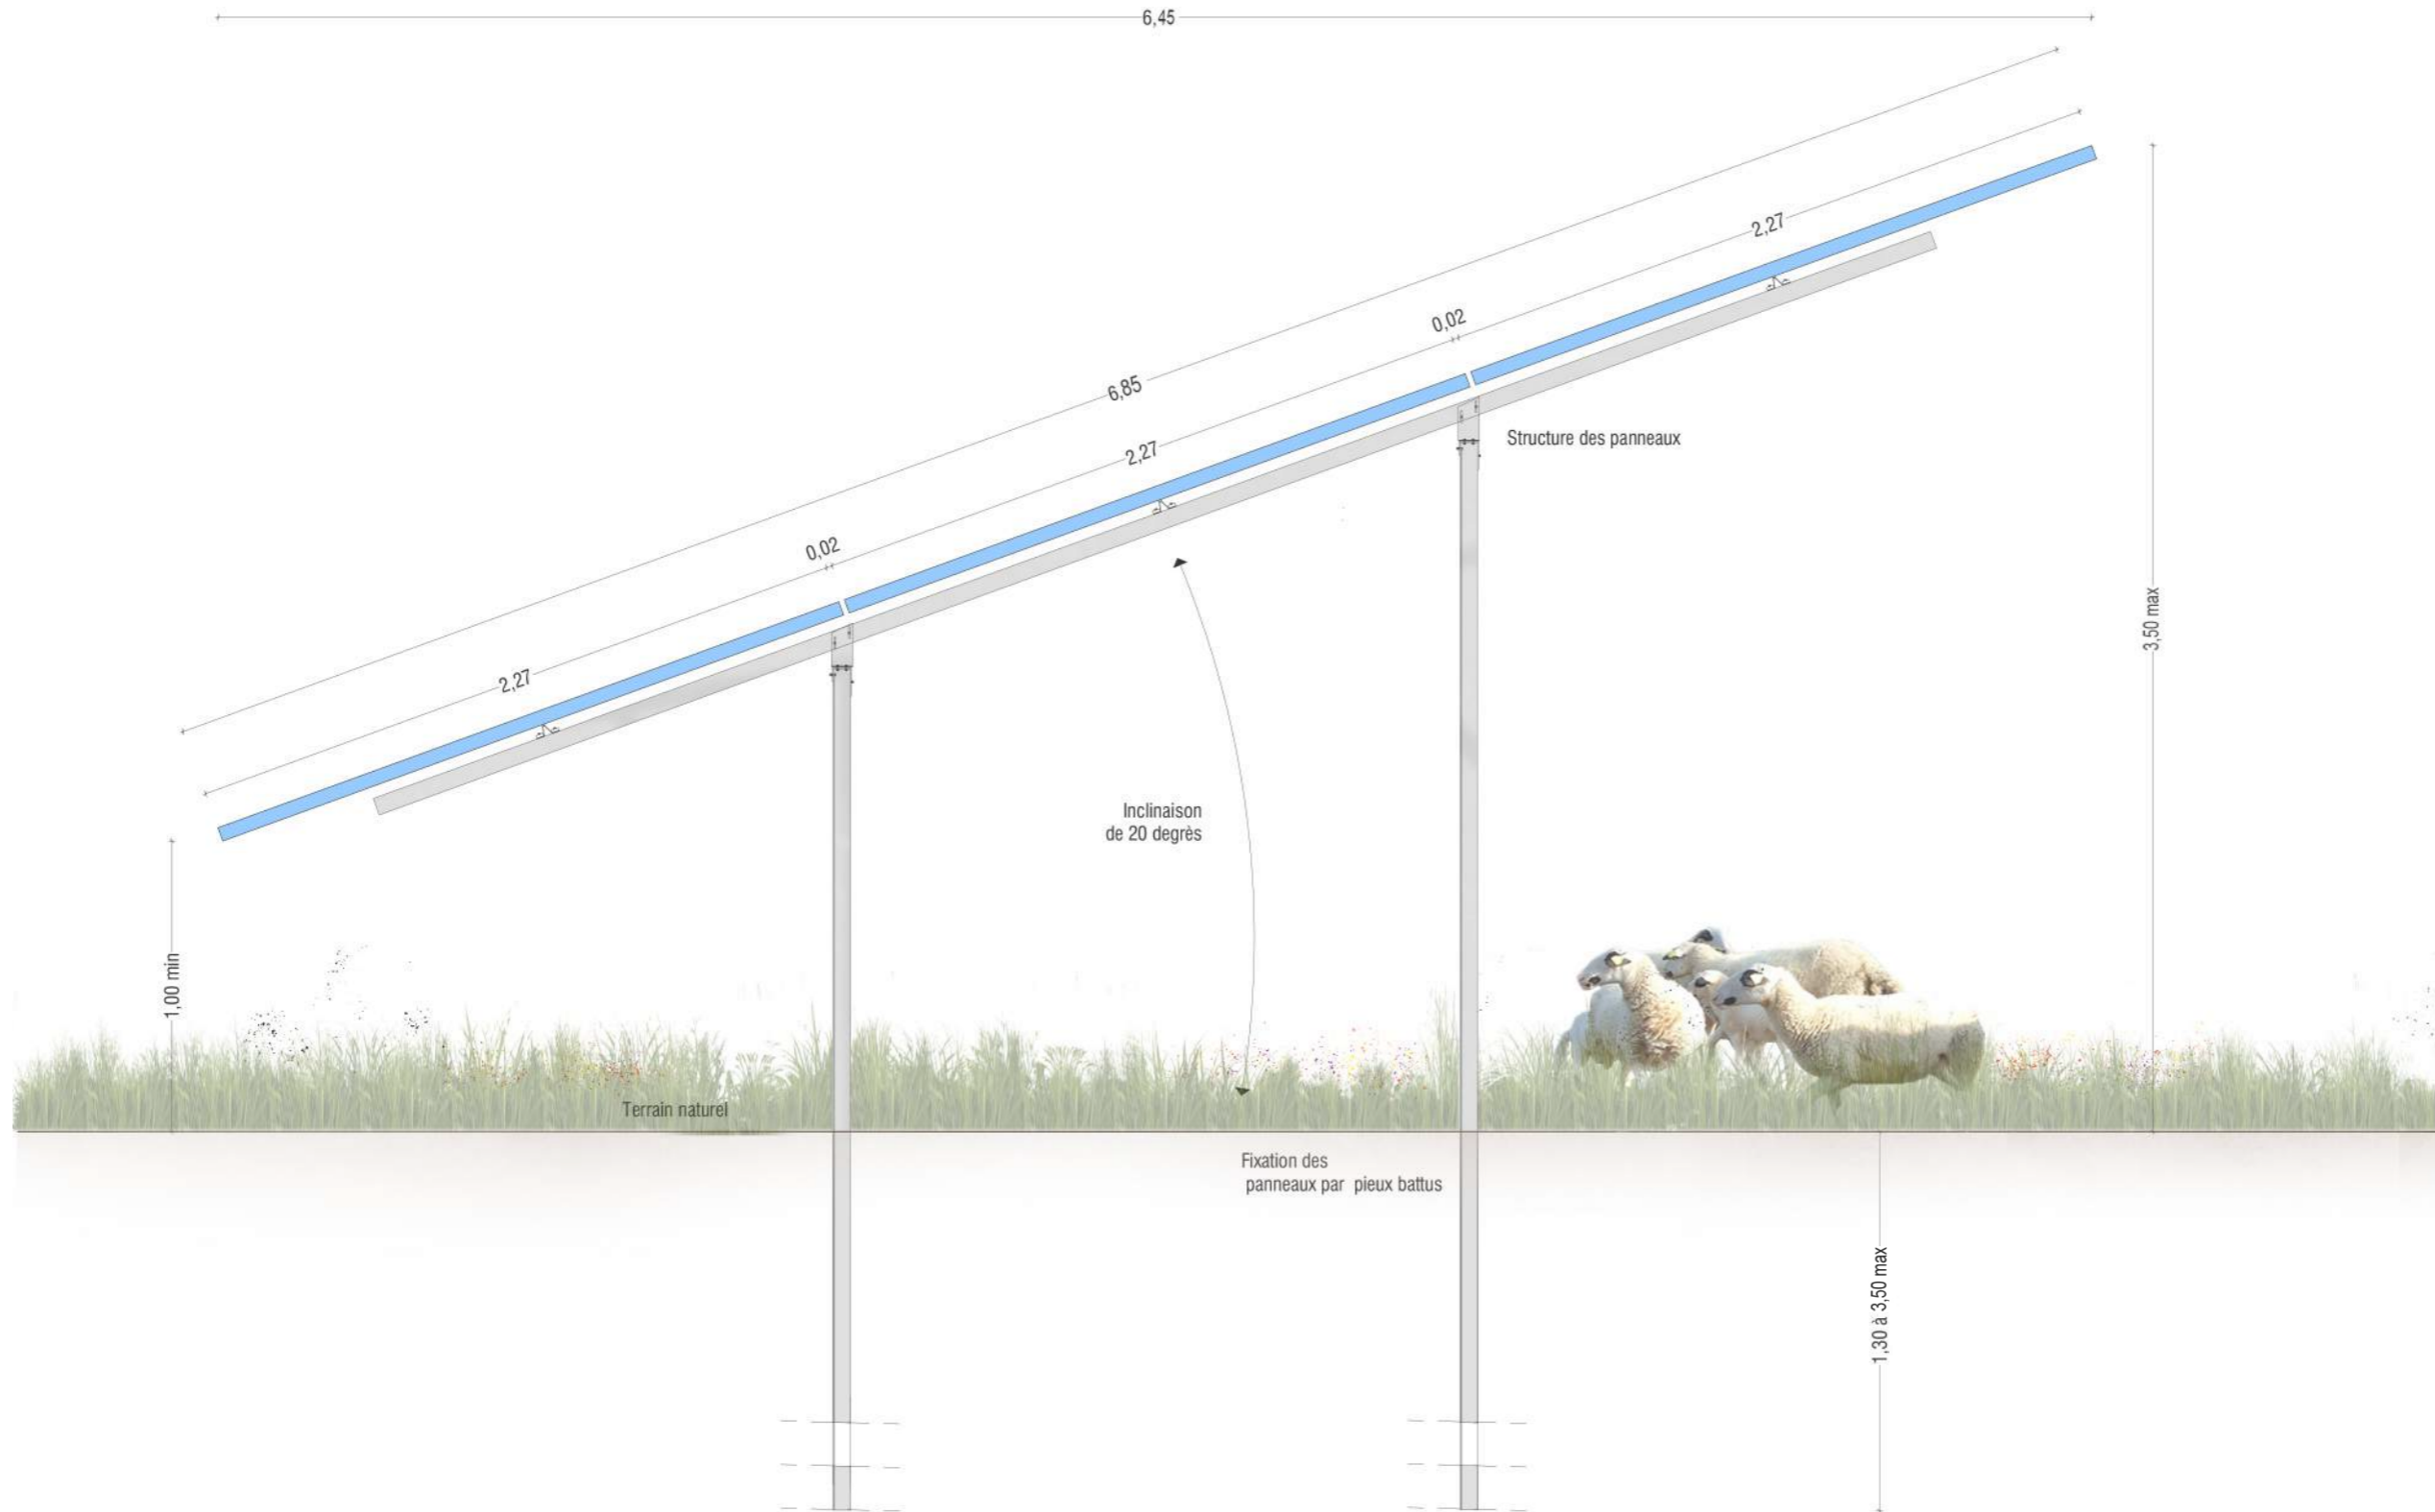 6,45
2,27
0,02
6,85
2,27
Structure des panneaux
0,02
2,27
3,50 max
Inclinaison
de 20 degrès
1,00 min
Terrain naturel
Fixation des
panneaux par pieux battus
1,30 à 3,50 max